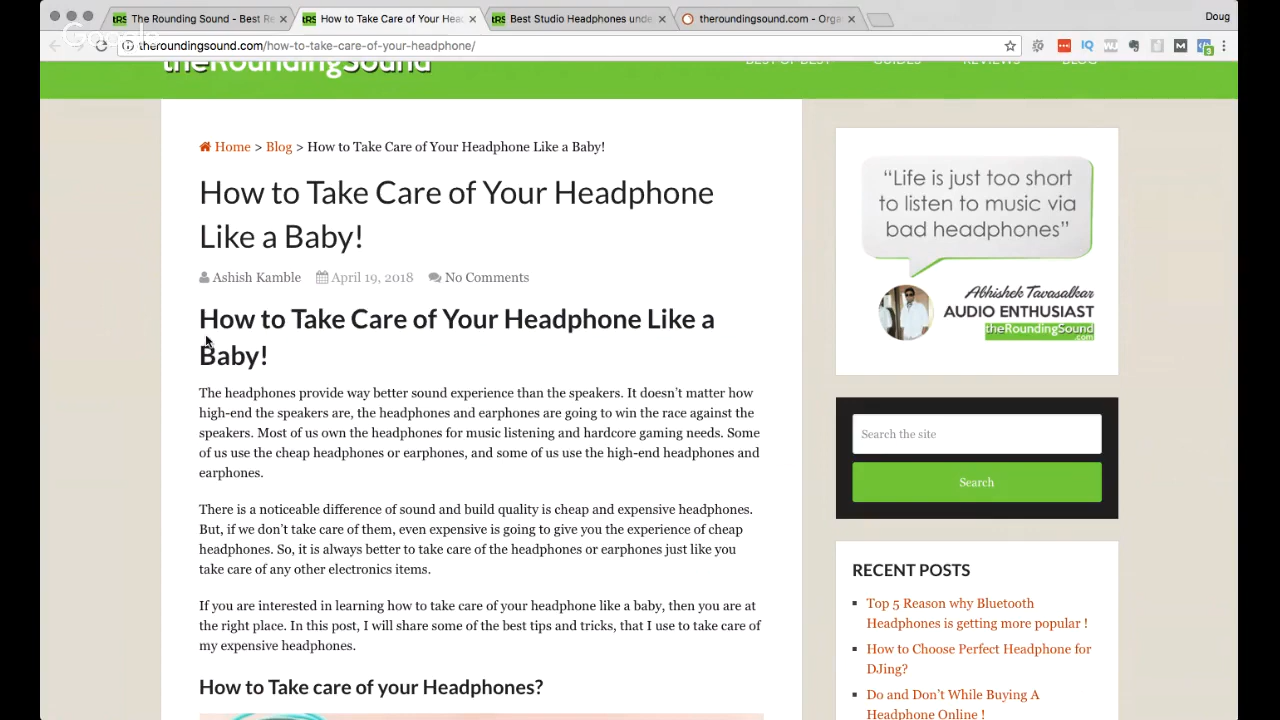 The Rounding Sound - Best Re
How to Take Care of Your Hea
Best Studio Headphones unde
theroundingsound.com - Orga
Doug
Google
theroundingsound.com/how-to-take-care-of-your-headphone/
theRoundingSound
BEST OF BEST GUIDES REVIEWS BLOG
Home > Blog > How to Take Care of Your Headphone Like a Baby!
How to Take Care of Your Headphone
Like a Baby!
Ashish Kamble April 19, 2018 No Comments
How to Take Care of Your Headphone Like a
Baby!
The headphones provide way better sound experience than the speakers. It doesn't matter how
high-end the speakers are, the headphones and earphones are going to win the race against the
speakers. Most of us own the headphones for music listening and hardcore gaming needs. Some
of us use the cheap headphones or earphones, and some of us use the high-end headphones and
earphones.
There is a noticeable difference of sound and build quality is cheap and expensive headphones.
But, if we don't take care of them, even expensive is going to give you the experience of cheap
headphones. So, it is always better to take care of the headphones or earphones just like you
take care of any other electronics items.
If you are interested in learning how to take care of your headphone like a baby, then you are at
the right place. In this post, I will share some of the best tips and tricks, that I use to take care of
my expensive headphones.
How to Take care of your Headphones?
"Life is just too short
to listen to music via
bad headphones"
Abhishek Tavasalkar
AUDIO ENTHUSIAST
theRoundingSound
.com
Search the site
Search
RECENT POSTS
Top 5 Reason why Bluetooth
Headphones is getting more popular !
How to Choose Perfect Headphone for
DJing?
Do and Don't While Buying A
Headphone Online !